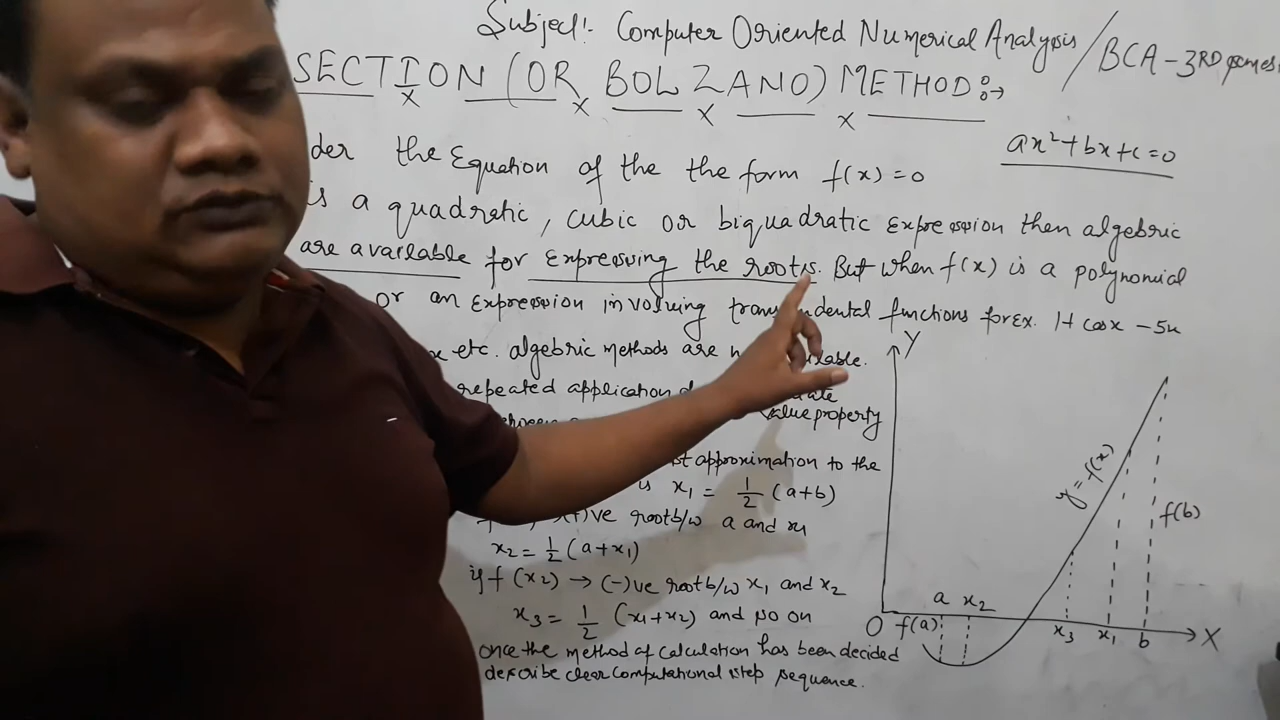 Subject:- Computer Oriented Numerical Analysis / BCA - 3RD
SECTION (OR BOLZANO) METHOD:→
ax²+bx+c=0
der the Equation of the the form f(x)=0
is a quadratic, cubic or biquadratic Expression then algebric
are available for Expressing the roots. But when f(x) is a polynomial
or an Expression involving functions for Ex. 1+ cosx - 5x
x etc. algebric methods are
repeated application
value property
approximation to the
is x₁ = 1/2 (a+b)
(+)ve root b/w a and x₁
x₂ = 1/2 (a+x₁)
if f(x₂) → (-)ve root b/w x₁ and x₂
x₃ = 1/2 (x₁+x₂) and so on
once the method of calculation has been decided
describe clear computational step sequence.
Y
y=f(x)
f(b)
a x₂
O f(a) x₃ x₁ b X